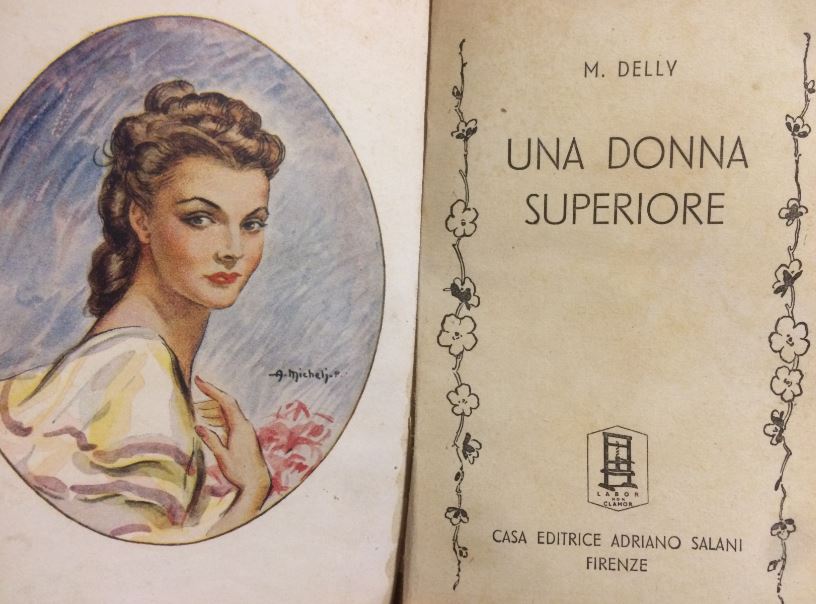 A. Micheli
M. DELLY
UNA DONNA
SUPERIORE
LABOR
NON
CLAMOR
CASA EDITRICE ADRIANO SALANI
FIRENZE